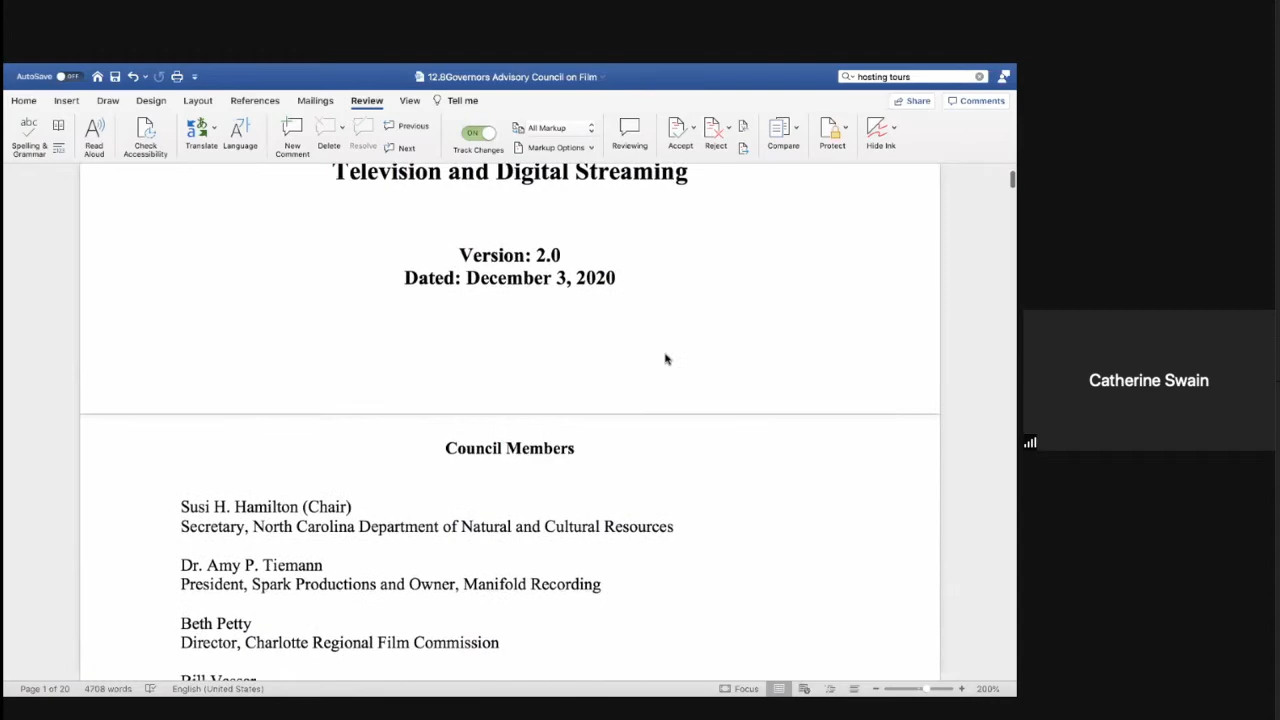 AutoSave OFF
12.8Governors Advisory Council on Film
hosting tours
Home Insert Draw Design Layout References Mailings Review View Tell me
Share Comments
abc
Spelling & Grammar
Read Aloud
Check Accessibility
Translate Language
New Comment
Delete
Resolve
Previous
Next
ON
Track Changes
All Markup
Markup Options
Reviewing
Accept Reject
Compare
Protect
Hide Ink
Television and Digital Streaming
Version: 2.0
Dated: December 3, 2020
Council Members
Susi H. Hamilton (Chair)
Secretary, North Carolina Department of Natural and Cultural Resources
Dr. Amy P. Tiemann
President, Spark Productions and Owner, Manifold Recording
Beth Petty
Director, Charlotte Regional Film Commission
Bill Vassar
Catherine Swain
Page 1 of 20 4708 words English (United States) Focus 200%